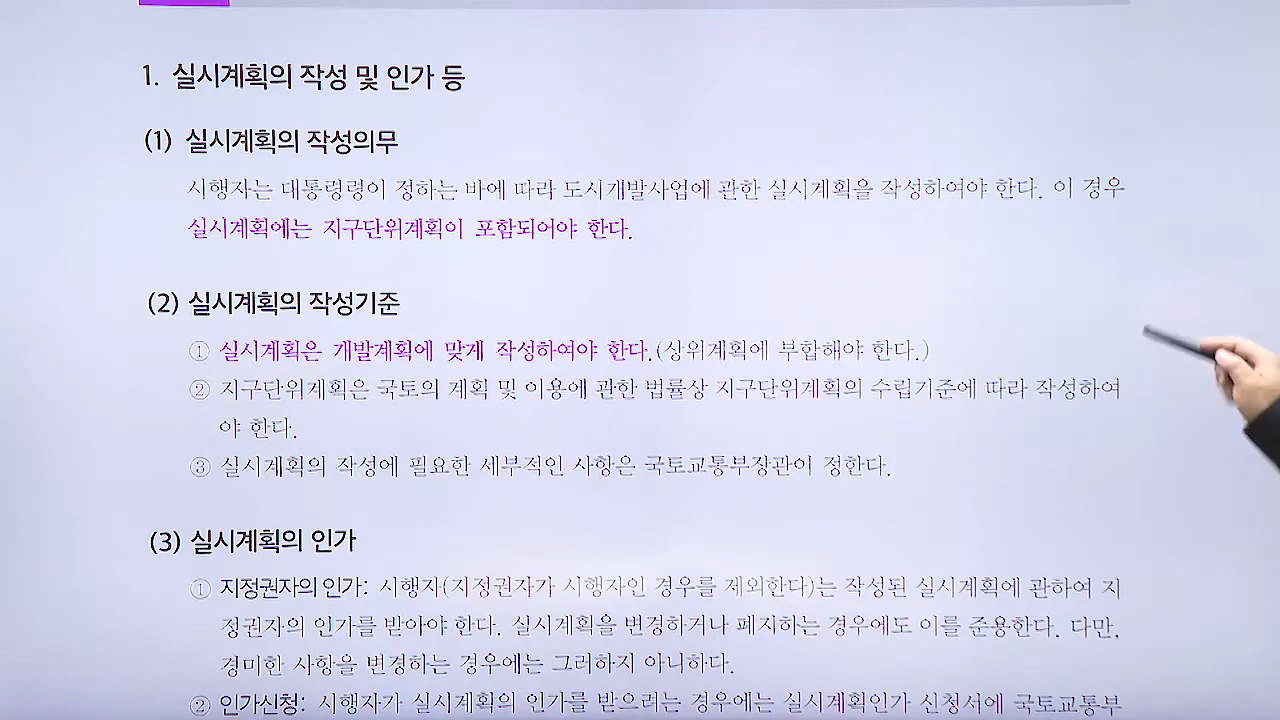 1. 실시계획의 작성 및 인가 등
(1) 실시계획의 작성의무
시행자는 대통령령이 정하는 바에 따라 도시개발사업에 관한 실시계획을 작성하여야 한다. 이 경우
실시계획에는 지구단위계획이 포함되어야 한다.
(2) 실시계획의 작성기준
① 실시계획은 개발계획에 맞게 작성하여야 한다.(상위계획에 부합해야 한다.)
② 지구단위계획은 국토의 계획 및 이용에 관한 법률상 지구단위계획의 수립기준에 따라 작성하여
야 한다.
③ 실시계획의 작성에 필요한 세부적인 사항은 국토교통부장관이 정한다.
(3) 실시계획의 인가
① 지정권자의 인가: 시행자(지정권자가 시행자인 경우를 제외한다)는 작성된 실시계획에 관하여 지
정권자의 인가를 받아야 한다. 실시계획을 변경하거나 폐지하는 경우에도 이를 준용한다. 다만,
경미한 사항을 변경하는 경우에는 그러하지 아니하다.
② 인가신청: 시행자가 실시계획의 인가를 받으려는 경우에는 실시계획인가 신청서에 국토교통부